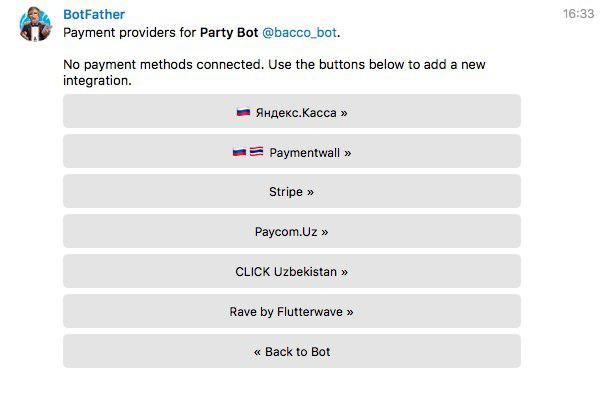 BotFather 16:33
Payment providers for Party Bot @bacco_bot.
No payment methods connected. Use the buttons below to add a new
integration.
Яндекс.Касса »
Paymentwall »
Stripe »
Paycom.Uz »
CLICK Uzbekistan »
Rave by Flutterwave »
« Back to Bot